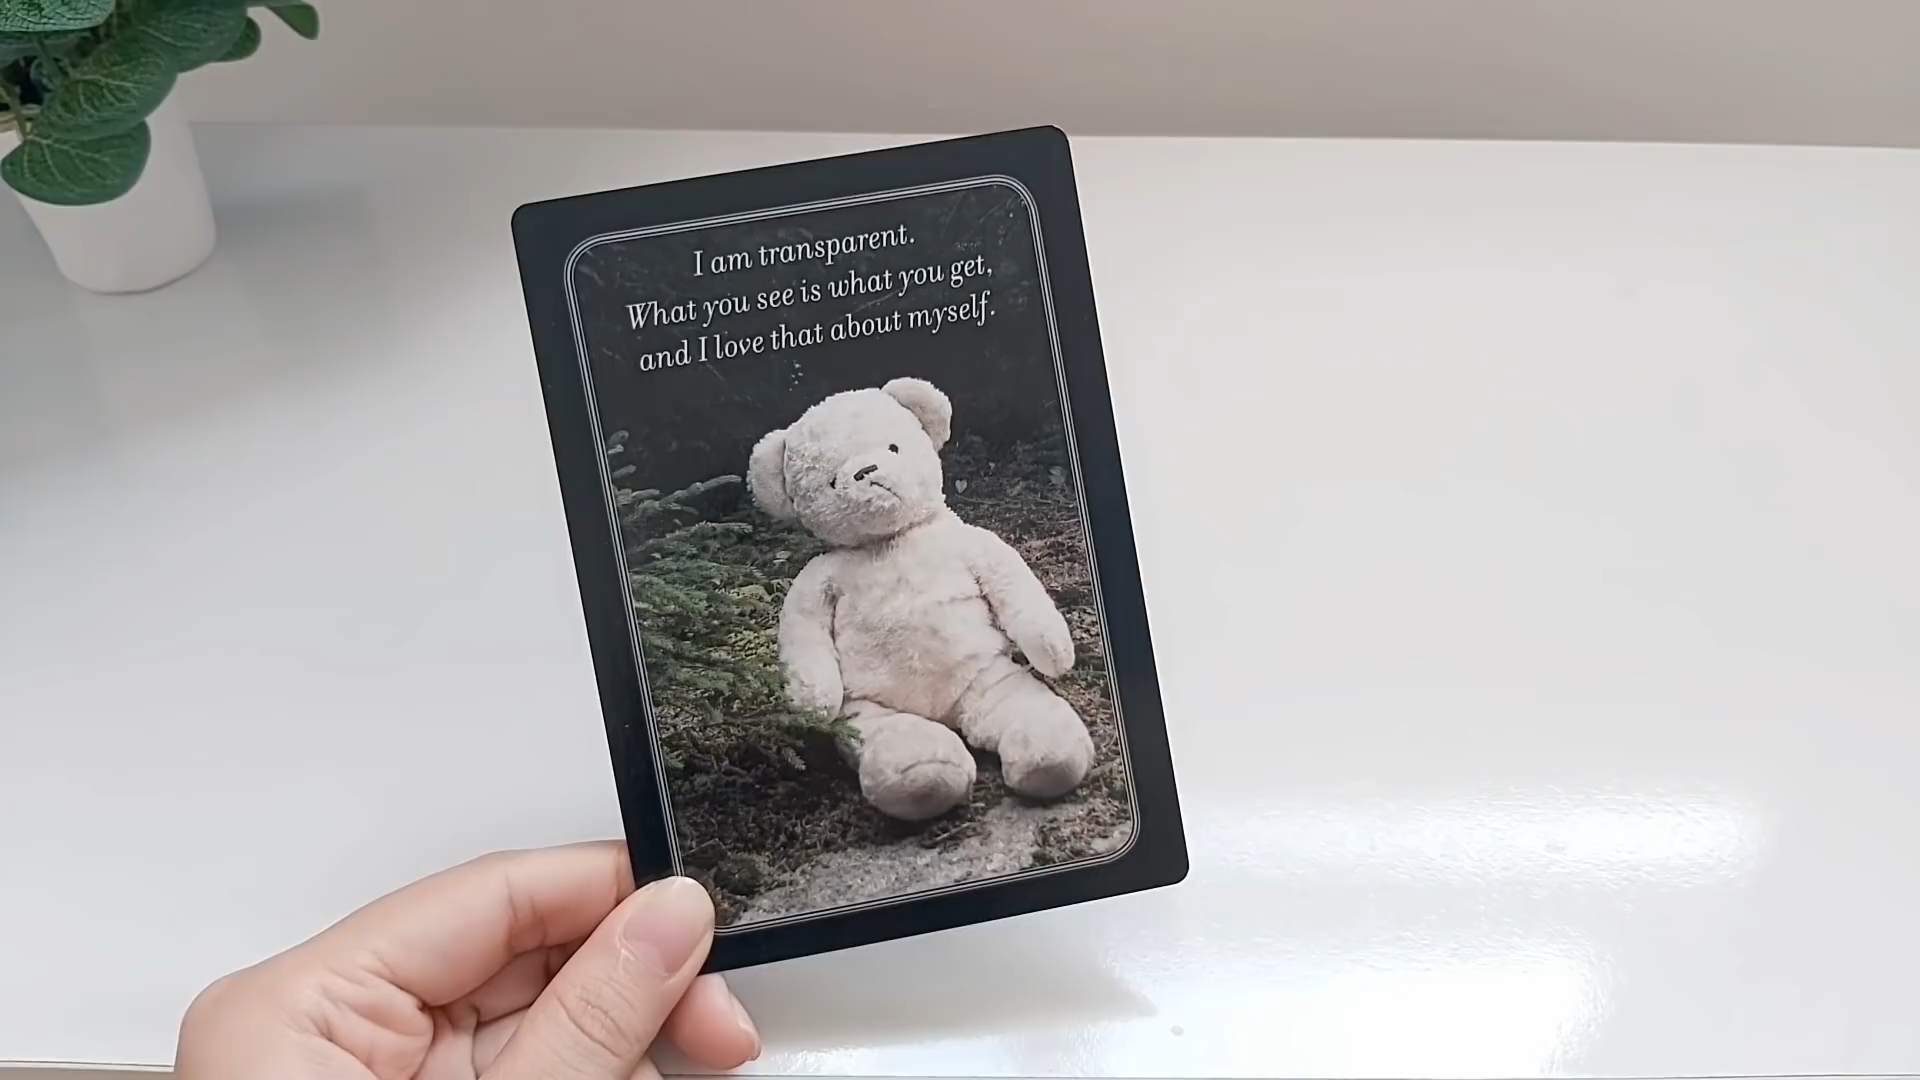 I am transparent.
What you see is what you get,
and I love that about myself.